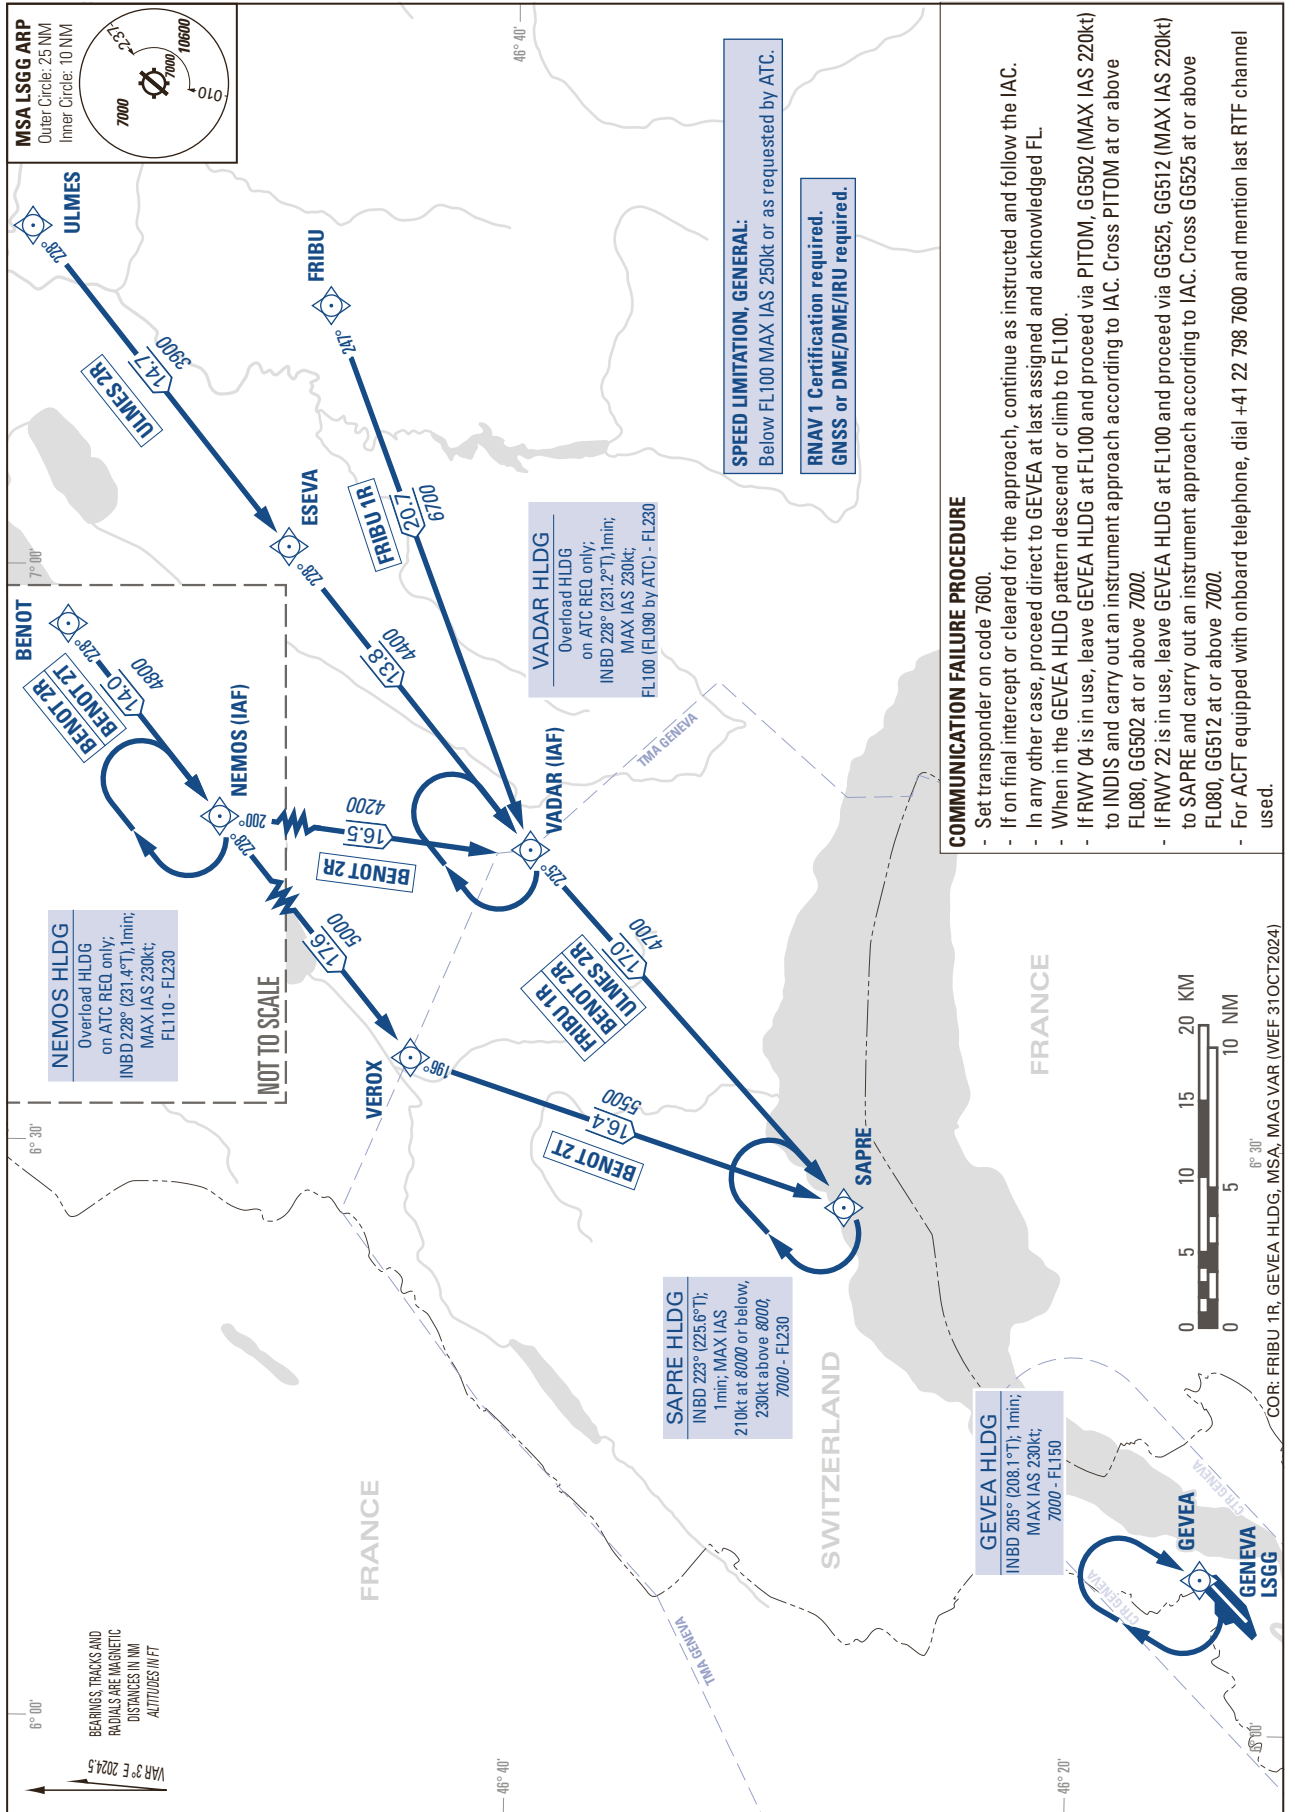 MSA LSGG ARP
Outer Circle: 25 NM
Inner Circle: 10 NM
237
7000
10600
7000
010
46° 40'
ULMES
228°
14.7
3900
ULMES 2R
FRIBU
247°
FRIBU 1R
20.7
6700
ESEVA
228°
13.8
4400
7° 00'
BENOT
228°
14.0
4800
BENOT 2R
BENOT 2T
NEMOS (IAF)
200°
228°
16.5
4200
BENOT 2R
17.6
5000
NEMOS HLDG
Overload HLDG
on ATC REQ only;
INBD 228° (231.4°T),1min;
MAX IAS 230kt;
FL110 - FL230
NOT TO SCALE
VADAR HLDG
Overload HLDG
on ATC REQ only;
INBD 228° (231.2°T),1min;
MAX IAS 230kt;
FL100 (FL090 by ATC) - FL230
VADAR (IAF)
225°
17.0
4700
FRIBU 1R
BENOT 2R
ULMES 2R
TMA GENEVA
VEROX
196°
16.4
5500
BENOT 2T
6° 30'
SAPRE
SAPRE HLDG
INBD 223° (225.6°T);
1min; MAX IAS
210kt at 8000 or below,
230kt above 8000,
7000 - FL230
SPEED LIMITATION, GENERAL:
Below FL100 MAX IAS 250kt or as requested by ATC.
RNAV 1 Certification required.
GNSS or DME/DME/IRU required.
COMMUNICATION FAILURE PROCEDURE
- Set transponder on code 7600.
- If on final intercept or cleared for the approach, continue as instructed and follow the IAC.
- In any other case, proceed direct to GEVEA at last assigned and acknowledged FL.
- When in the GEVEA HLDG pattern descend or climb to FL100.
- If RWY 04 is in use, leave GEVEA HLDG at FL100 and proceed via PITOM, GG502 (MAX IAS 220kt)
to INDIS and carry out an instrument approach according to IAC. Cross PITOM at or above
FL080, GG502 at or above 7000.
- If RWY 22 is in use, leave GEVEA HLDG at FL100 and proceed via GG525, GG512 (MAX IAS 220kt)
to SAPRE and carry out an instrument approach according to IAC. Cross GG525 at or above
FL080, GG512 at or above 7000.
- For ACFT equipped with onboard telephone, dial +41 22 798 7600 and mention last RTF channel
used.
FRANCE
SWITZERLAND
FRANCE
GEVEA HLDG
INBD 205° (208.1°T); 1min;
MAX IAS 230kt;
7000 - FL150
GEVEA
GENEVA
LSGG
CTR GENEVA
CTR GENEVA
TMA GENEVA
6° 00'
BEARINGS, TRACKS AND
RADIALS ARE MAGNETIC
DISTANCES IN NM
ALTITUDES IN FT
VAR 3° E 2024.5
46° 40'
46° 20'
6° 00'
6° 30'
0 5 10 15 20 KM
0 5 10 NM
COR: FRIBU 1R, GEVEA HLDG, MSA, MAG VAR (WEF 31OCT2024)